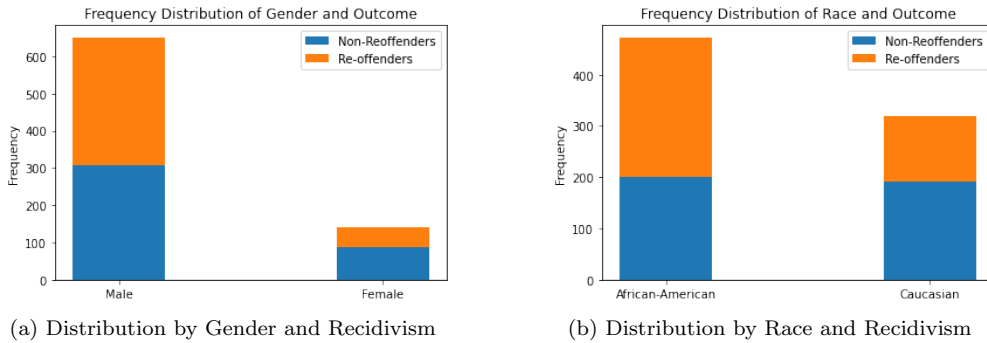 Frequency Distribution of Gender and Outcome
Non-Reoffenders
Re-offenders
Frequency
600
500
400
300
200
100
0
Male
Female
(a) Distribution by Gender and Recidivism
Frequency Distribution of Race and Outcome
Non-Reoffenders
Re-offenders
Frequency
400
300
200
100
0
African-American
Caucasian
(b) Distribution by Race and Recidivism